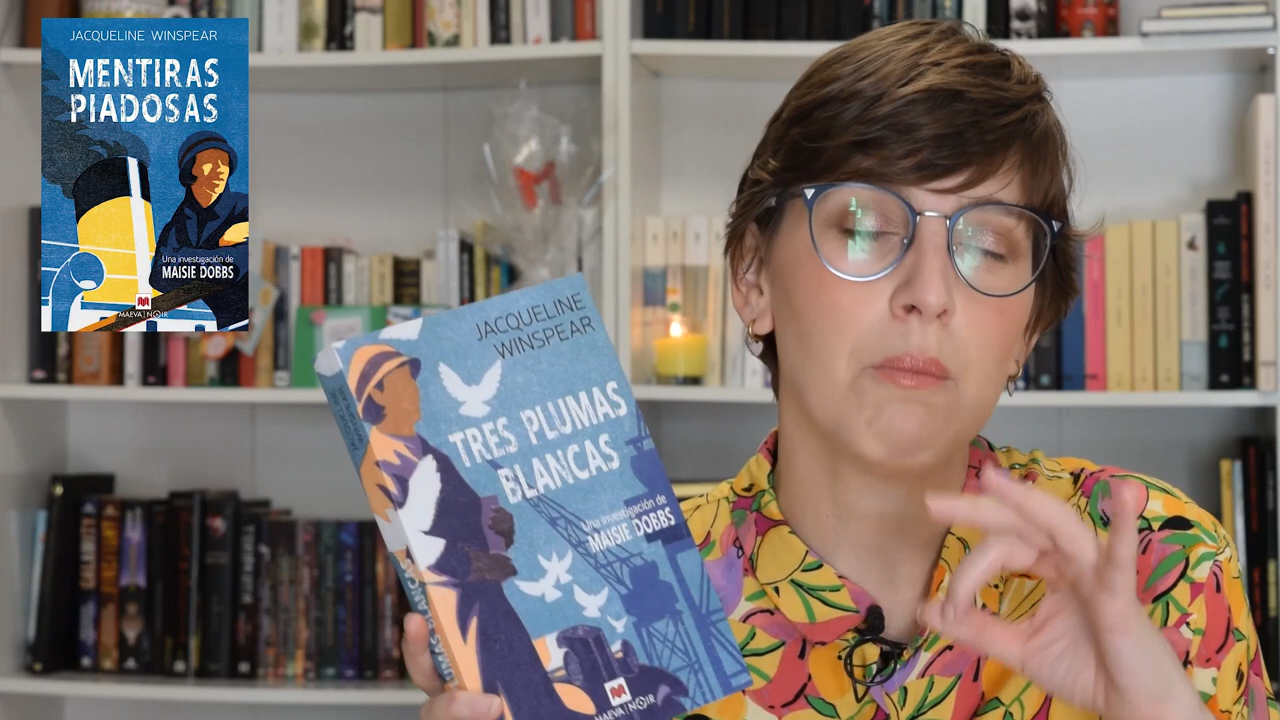 JACQUELINE WINSPEAR
MENTIRAS
PIADOSAS
Una investigación de
MAISIE DOBBS
MAEVA | NOIR
JACQUELINE
WINSPEAR
TRES PLUMAS
BLANCAS
Una investigación de
MAISIE DOBBS
MAEVA | NOIR